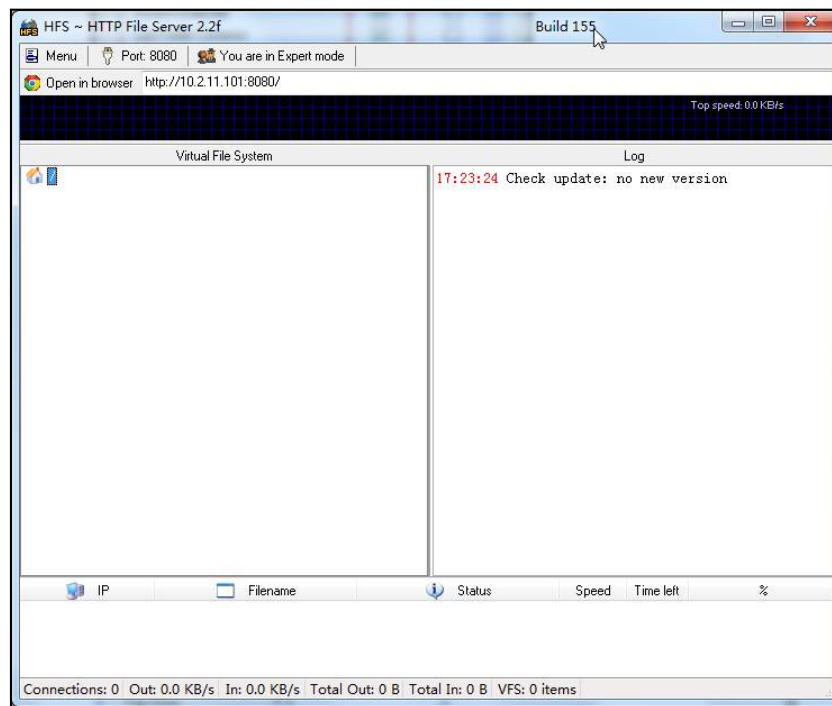 HFS ~ HTTP File Server 2.2f Build 155
Menu Port: 8080 You are in Expert mode
Open in browser http://10.2.11.101:8080/
Top speed: 0.0 KB/s
Virtual File System Log
/
17:23:24 Check update: no new version
IP Filename Status Speed Time left %
Connections: 0 Out: 0.0 KB/s In: 0.0 KB/s Total Out: 0 B Total In: 0 B VFS: 0 items